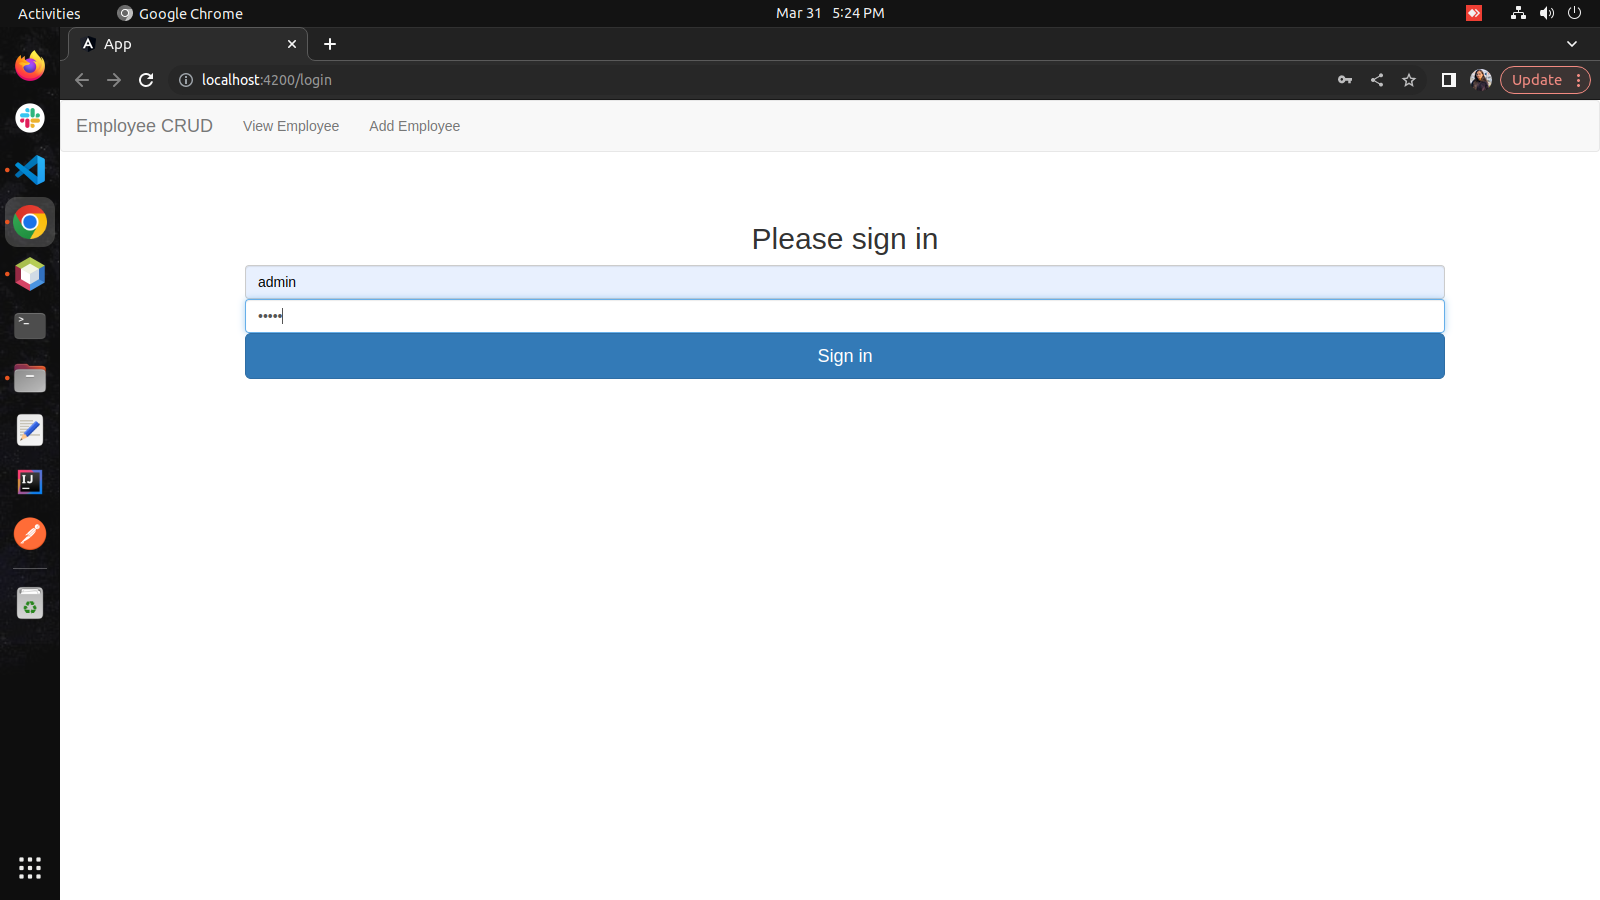 Activities Google Chrome Mar 31 5:24 PM
App
localhost:4200/login Update
Employee CRUD View Employee Add Employee
Please sign in
admin
•••••
Sign in
>_
IJ